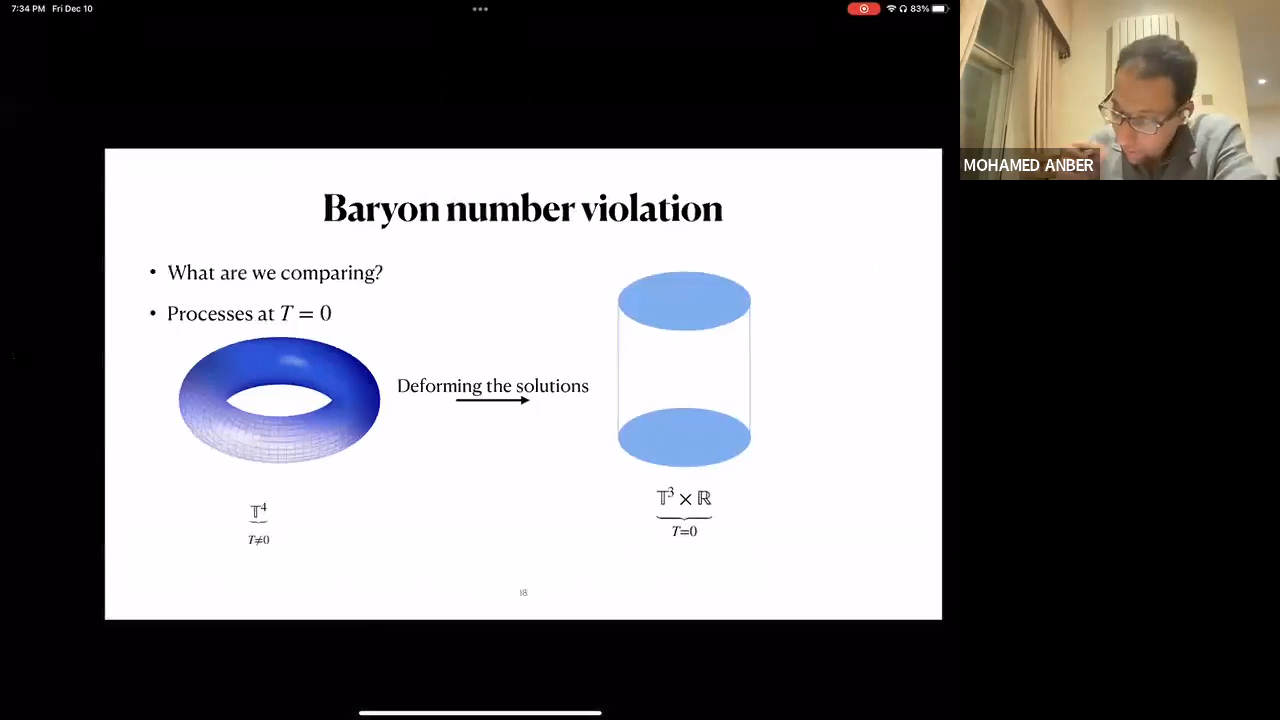 7:34 PM Fri Dec 10
83%
MOHAMED ANBER
Baryon number violation
• What are we comparing?
• Processes at T = 0
Deforming the solutions
𝕋⁴
T≠0
𝕋³ × ℝ
T=0
18